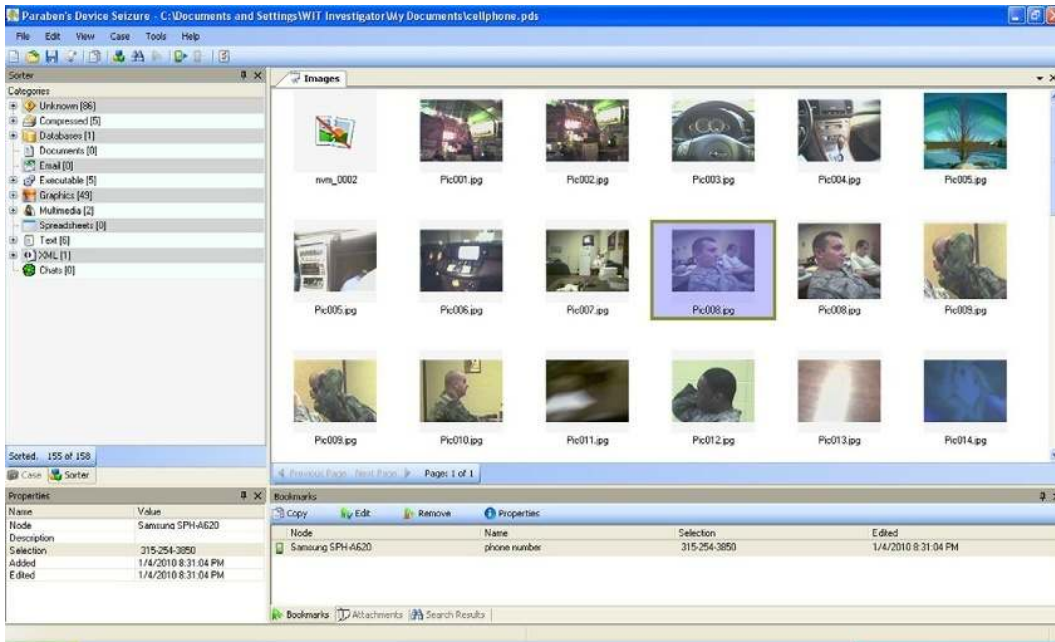 Paraben's Device Seizure - C:\Documents and Settings\WIT Investigator\My Documents\cellphone.pds
File Edit View Case Tools Help
Sorter
Categories
Unknown [86]
Compressed [5]
Databases [1]
Documents [0]
Email [0]
Executable [5]
Graphics [49]
Multimedia [2]
Spreadsheets [0]
Text [6]
XML [1]
Chats [0]
Sorted. 155 of 158
Case Sorter
Images
nvm_0002 Pic001.jpg Pic002.jpg Pic003.jpg Pic004.jpg Pic005.jpg
Pic005.jpg Pic006.jpg Pic007.jpg Pic008.jpg Pic008.jpg Pic009.jpg
Pic009.jpg Pic010.jpg Pic011.jpg Pic012.jpg Pic013.jpg Pic014.jpg
Previous Page Next Page Page: 1 of 1
Properties
Name Value
Node Samsung SPH-A620
Description
Selection 315-254-3850
Added 1/4/2010 8:31:04 PM
Edited 1/4/2010 8:31:04 PM
Bookmarks
Copy Edit Remove Properties
Node Name Selection Edited
Samsung SPH-A620 phone number 315-254-3850 1/4/2010 8:31:04 PM
Bookmarks Attachments Search Results